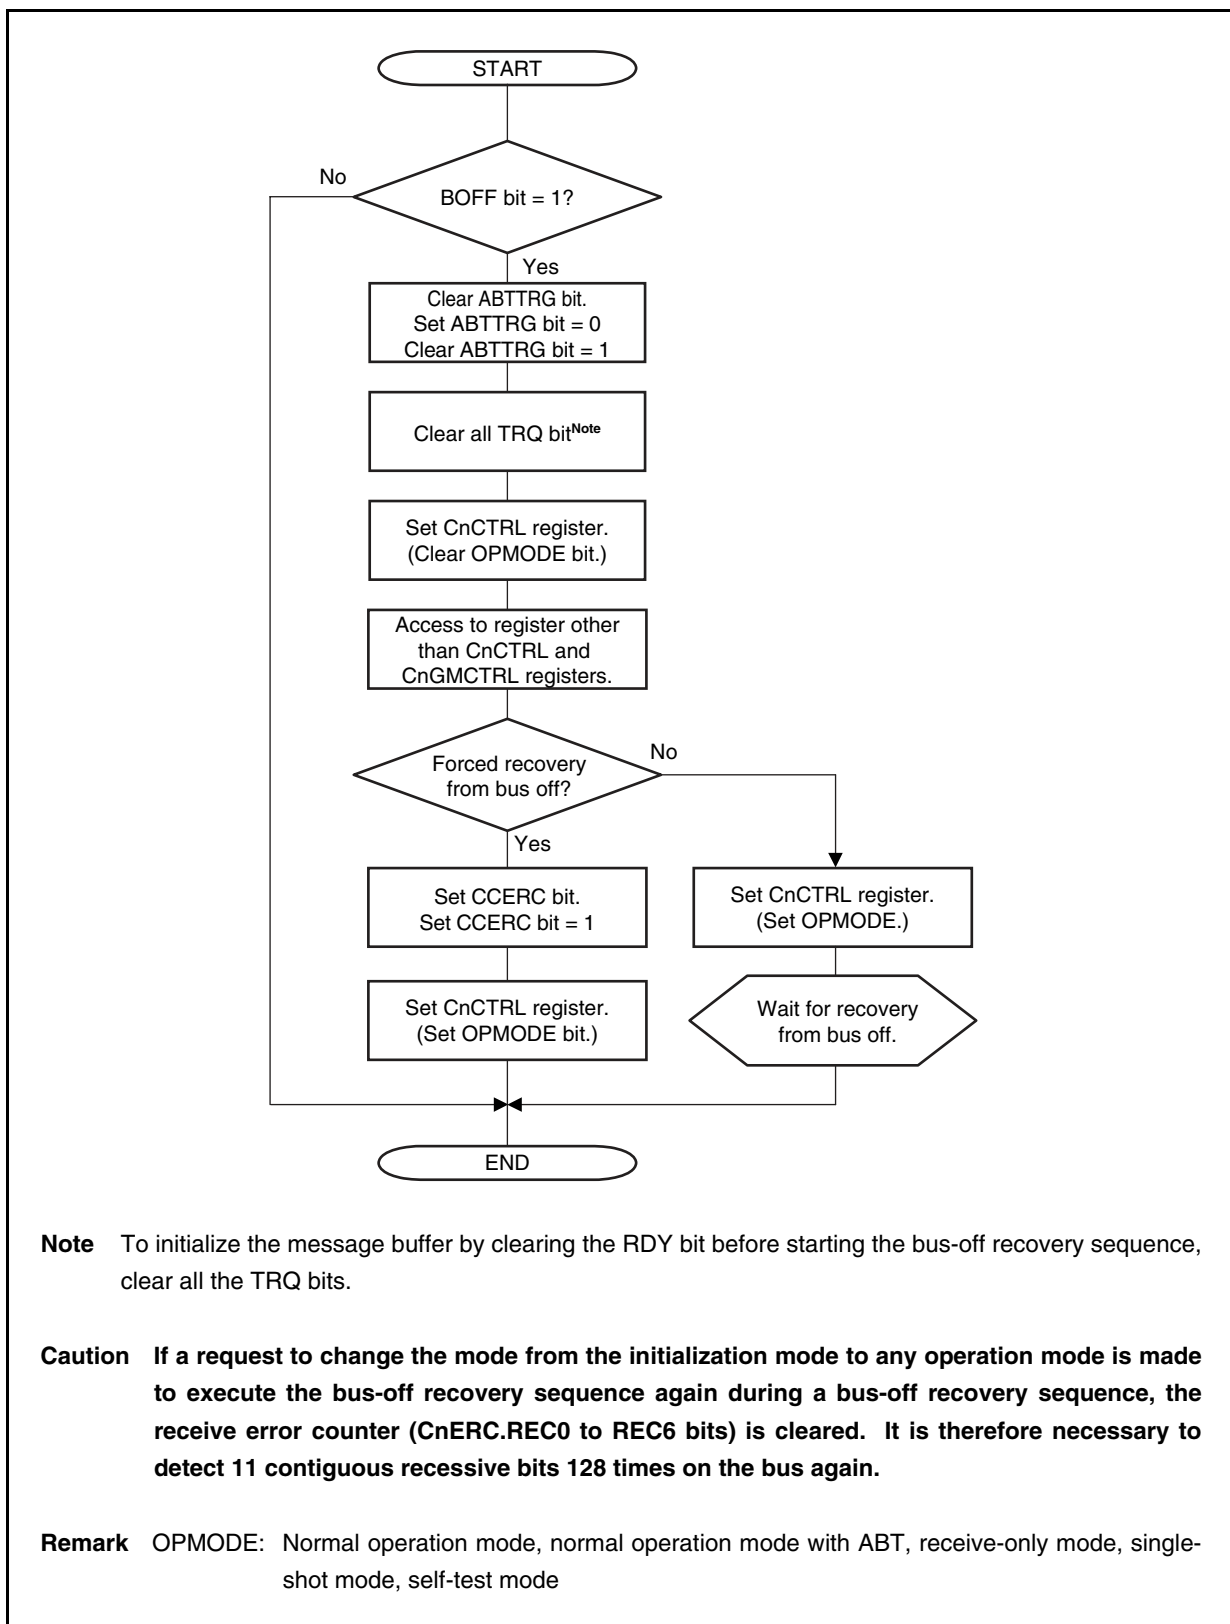 START
No
BOFF bit = 1?
Yes
Clear ABTTRG bit.
Set ABTTRG bit = 0
Clear ABTTRG bit = 1
Clear all TRQ bitNote
Set CnCTRL register.
(Clear OPMODE bit.)
Access to register other
than CnCTRL and
CnGMCTRL registers.
Forced recovery
from bus off?
No
Yes
Set CCERC bit.
Set CCERC bit = 1
Set CnCTRL register.
(Set OPMODE.)
Set CnCTRL register.
(Set OPMODE bit.)
Wait for recovery
from bus off.
END
Note To initialize the message buffer by clearing the RDY bit before starting the bus-off recovery sequence,
clear all the TRQ bits.
Caution If a request to change the mode from the initialization mode to any operation mode is made
to execute the bus-off recovery sequence again during a bus-off recovery sequence, the
receive error counter (CnERC.REC0 to REC6 bits) is cleared. It is therefore necessary to
detect 11 contiguous recessive bits 128 times on the bus again.
Remark OPMODE: Normal operation mode, normal operation mode with ABT, receive-only mode, single-
shot mode, self-test mode